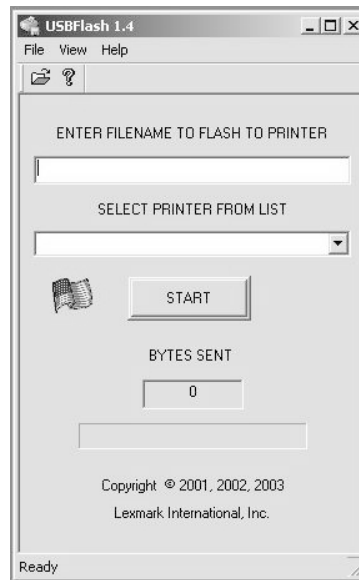 USBFlash 1.4
File View Help
ENTER FILENAME TO FLASH TO PRINTER
SELECT PRINTER FROM LIST
START
BYTES SENT
0
Copyright © 2001, 2002, 2003
Lexmark International, Inc.
Ready